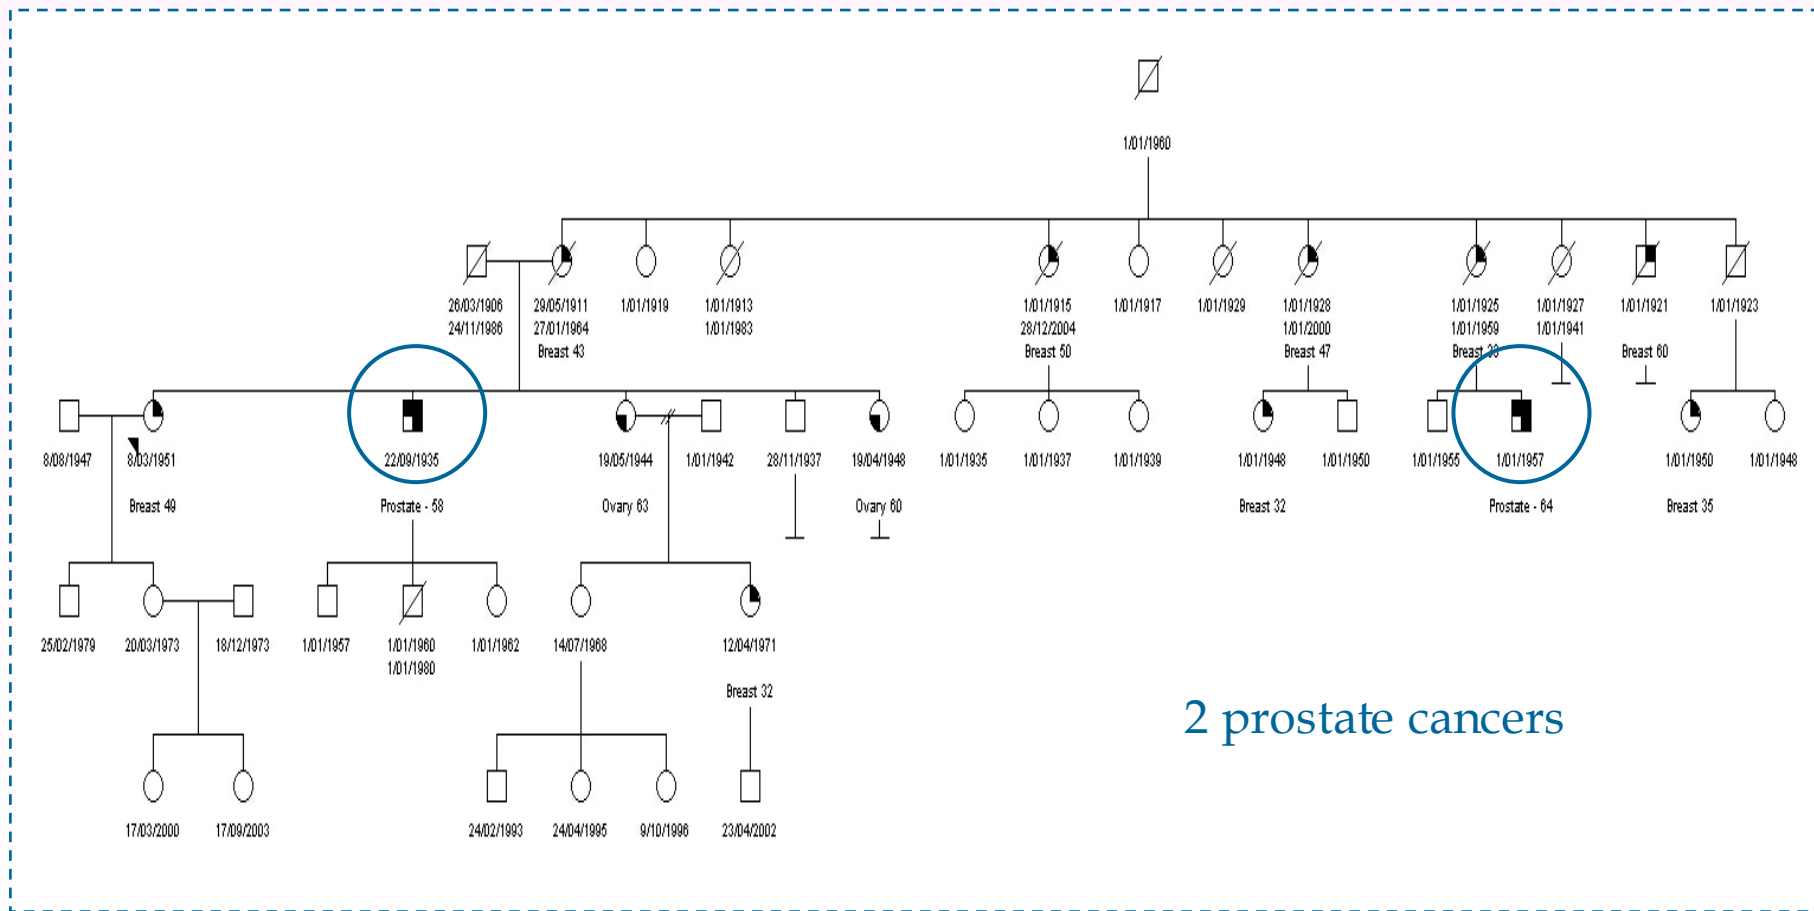 1/01/1960
26/03/1906 29/05/1911 1/01/1919 1/01/1913 1/01/1915 1/01/1917 1/01/1929 1/01/1928 1/01/1925 1/01/1927 1/01/1921 1/01/1923
24/11/1986 27/01/1964 1/01/1983 28/12/2004 1/01/2000 1/01/1959 1/01/1941
Breast 43 Breast 50 Breast 47 Breast Breast 60
8/08/1947 8/03/1951 22/09/1935 19/05/1944 1/01/1942 28/11/1937 19/04/1948 1/01/1935 1/01/1937 1/01/1939 1/01/1948 1/01/1950 1/01/1955 1/01/1957 1/01/1950 1/01/1948
Breast 49 Prostate - 58 Ovary 63 Ovary 60 Breast 32 Prostate - 64 Breast 35
25/02/1979 20/03/1973 18/12/1973 1/01/1957 1/01/1960 1/01/1962 14/07/1968 12/04/1971
1/01/1980
Breast 32
2 prostate cancers
17/03/2000 17/09/2003 24/02/1993 24/04/1995 9/10/1996 23/04/2002